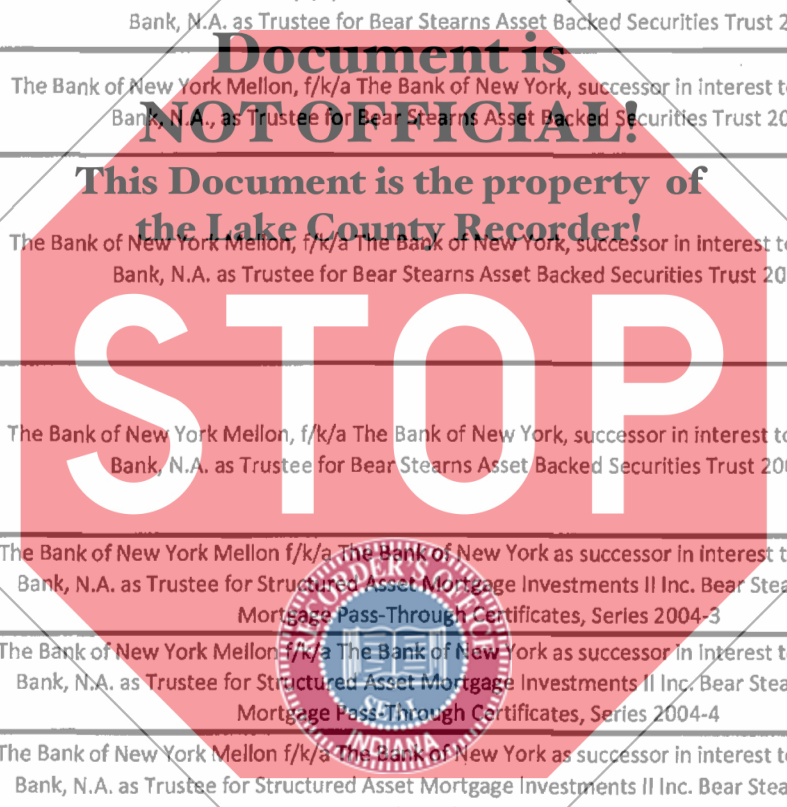 Bank, N.A. as Trustee for Bear Stearns Asset Backed Securities Trust 2
Document is
The Bank of New York Mellon, f/k/a The Bank of New York, successor in interest t
NOT OFFICIAL!
Bank, N.A., as Trustee for Bear Stearns Asset Backed Securities Trust 20
This Document is the property of
the Lake County Recorder!
The Bank of New York Mellon, f/k/a The Bank of New York, successor in interest t
Bank, N.A. as Trustee for Bear Stearns Asset Backed Securities Trust 20
STOP
The Bank of New York Mellon, f/k/a The Bank of New York, successor in interest t
Bank, N.A. as Trustee for Bear Stearns Asset Backed Securities Trust 20
The Bank of New York Mellon f/k/a The Bank of New York as successor in interest t
Bank, N.A. as Trustee for Structured Asset Mortgage Investments II Inc. Bear Stea
Mortgage Pass-Through Certificates, Series 2004-3
The Bank of New York Mellon f/k/a The Bank of New York as successor in interest t
Bank, N.A. as Trustee for Structured Asset Mortgage Investments II Inc. Bear Stea
Mortgage Pass-Through Certificates, Series 2004-4
The Bank of New York Mellon f/k/a The Bank of New York as successor in interest t
Bank, N.A. as Trustee for Structured Asset Mortgage Investments II Inc. Bear Stea
RECORDER'S OFFICE
SEAL
INDIANA